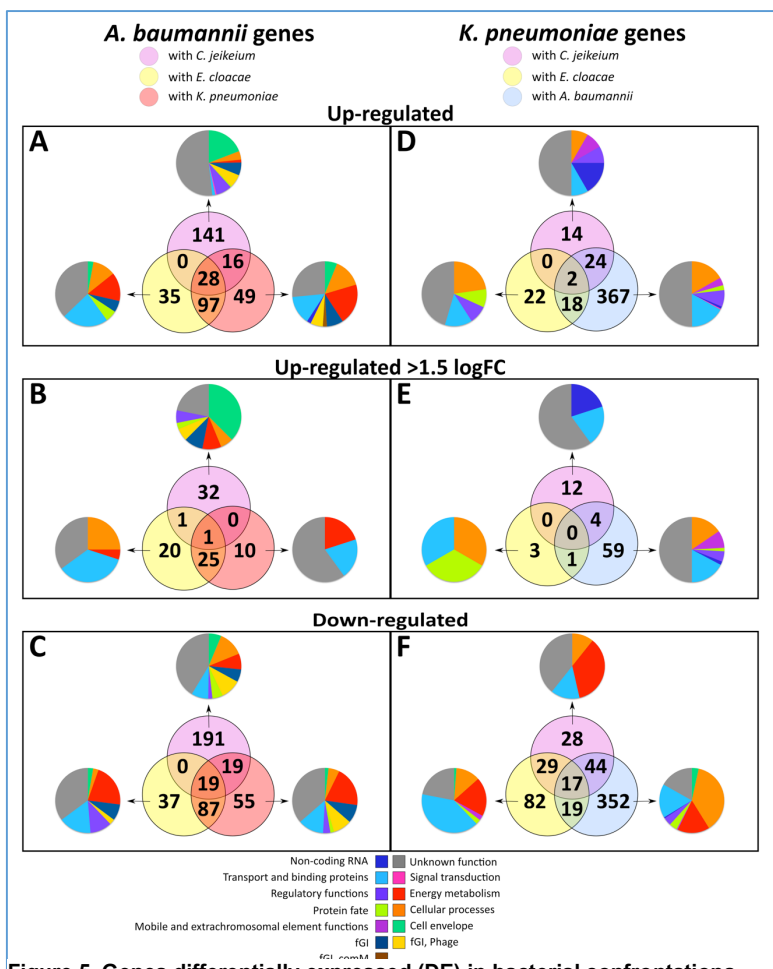 A. baumannii genes
with C. jeikeium
with E. cloacae
with K. pneumoniae
K. pneumoniae genes
with C. jeikeium
with E. cloacae
with A. baumannii
Up-regulated
A
141
0
16
28
35
97
49
D
14
0
24
2
22
18
367
Up-regulated >1.5 logFC
B
32
1
0
1
20
25
10
E
12
0
4
0
3
1
59
Down-regulated
C
191
0
19
19
37
87
55
F
28
29
44
17
82
19
352
Non-coding RNA
Unknown function
Transport and binding proteins
Signal transduction
Regulatory functions
Energy metabolism
Protein fate
Cellular processes
Mobile and extrachromosomal element functions
Cell envelope
fGI
fGI, Phage
fGI, comM
Figure 5. Genes differentially expressed (DE) in bacterial confrontations